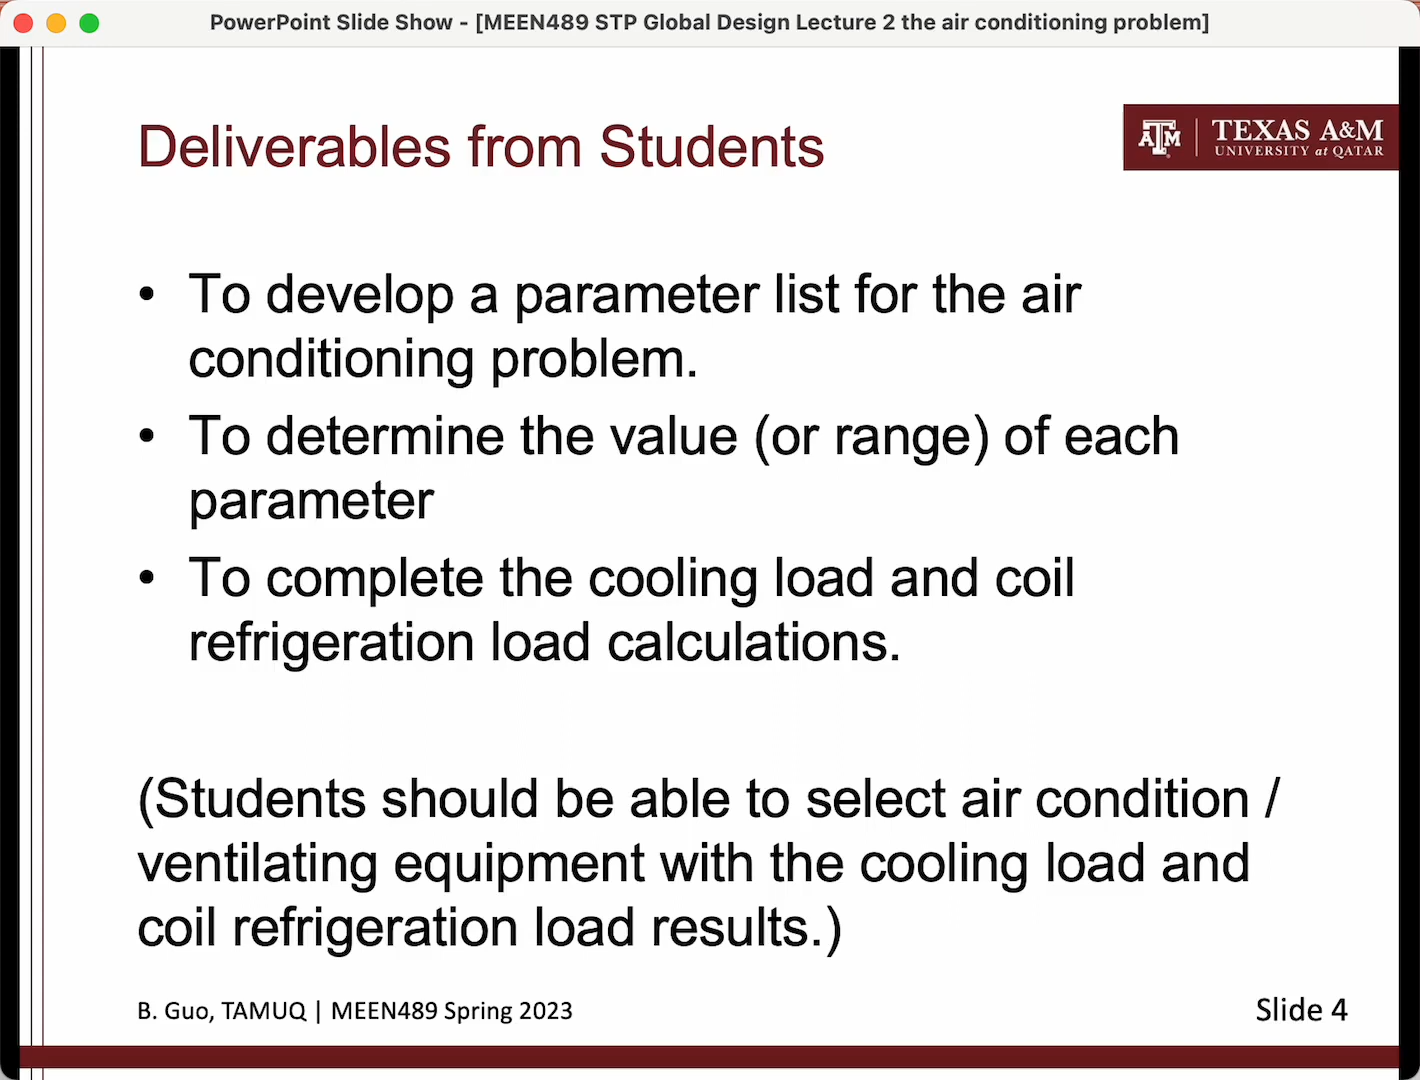 PowerPoint Slide Show - [MEEN489 STP Global Design Lecture 2 the air conditioning problem]
Deliverables from Students
ATM
TEXAS A&M
UNIVERSITY at QATAR
• To develop a parameter list for the air
conditioning problem.
• To determine the value (or range) of each
parameter
• To complete the cooling load and coil
refrigeration load calculations.
(Students should be able to select air condition /
ventilating equipment with the cooling load and
coil refrigeration load results.)
B. Guo, TAMUQ | MEEN489 Spring 2023
Slide 4